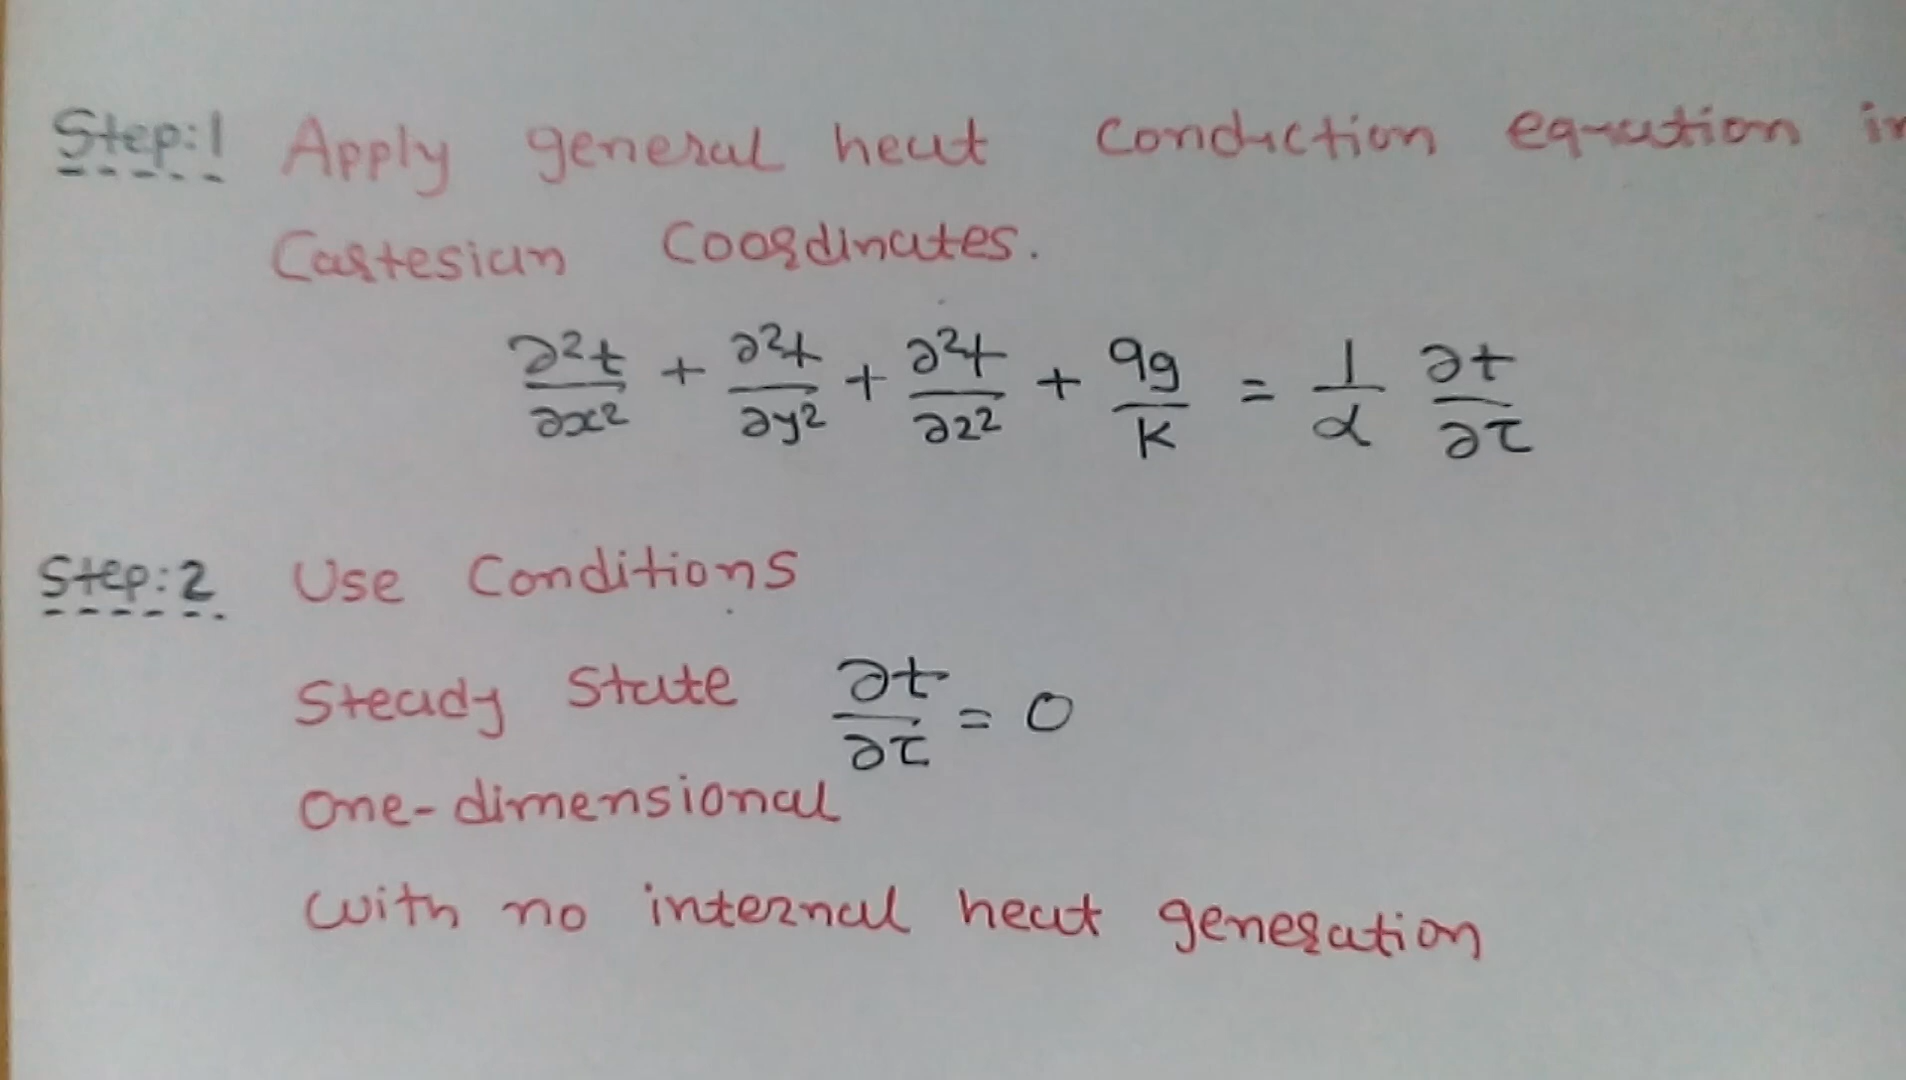 Step:1 Apply general heat conduction equation in
Cartesian Coordinates.
∂²t/∂x² + ∂²t/∂y² + ∂²t/∂z² + qg/k = 1/α ∂t/∂τ
Step:2 Use Conditions
Steady State ∂t/∂τ = 0
One-dimensional
with no internal heat generation